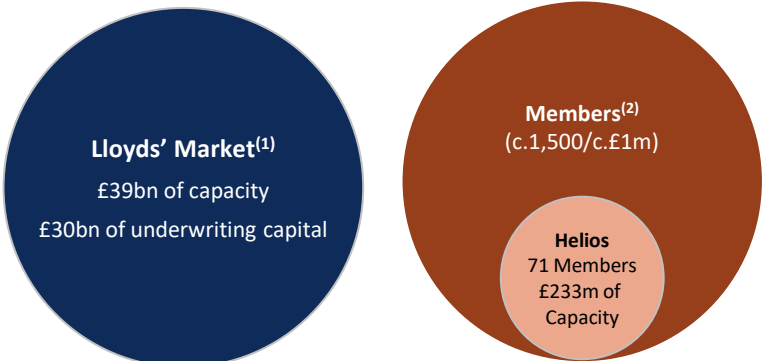 Lloyds’ Market(1)
£39bn of capacity
£30bn of underwriting capital
Members(2)
(c.1,500/c.£1m)
Helios
71 Members
£233m of
Capacity